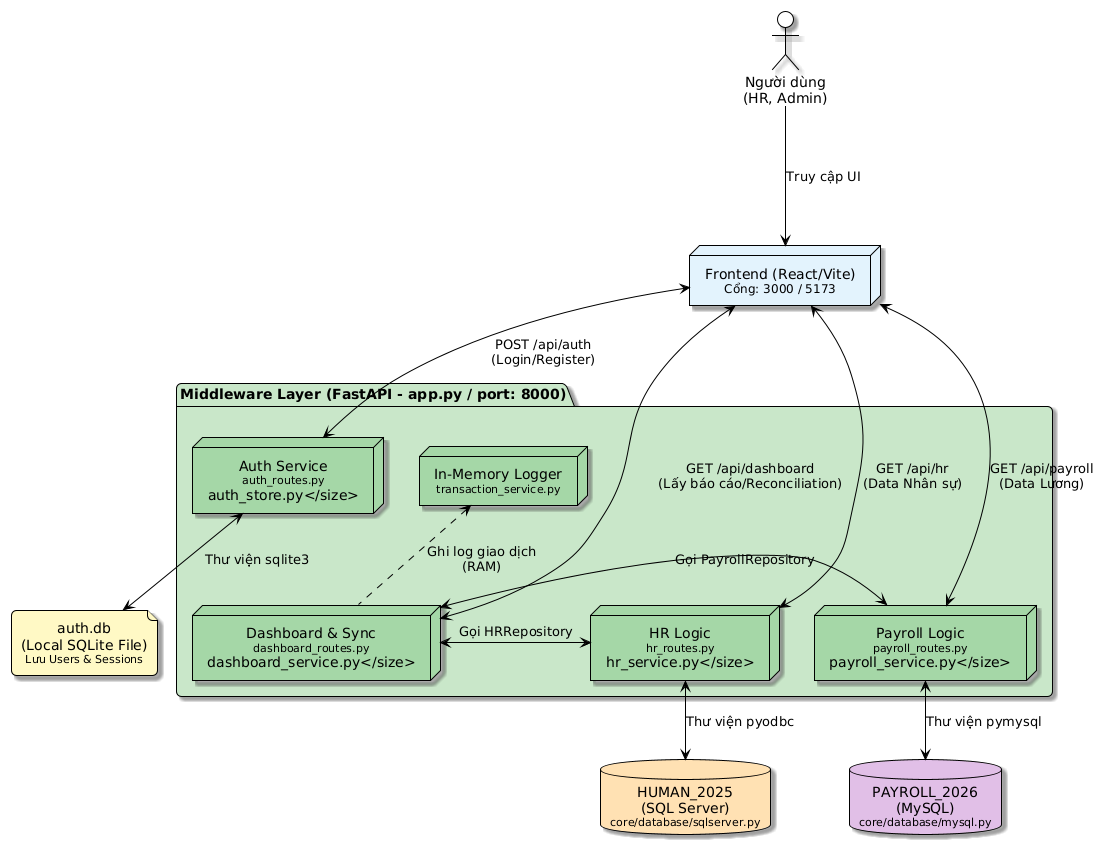 Người dùng
(HR, Admin)
Truy cập UI
Frontend (React/Vite)
Cổng: 3000 / 5173
POST /api/auth
(Login/Register)
Middleware Layer (FastAPI - app.py / port: 8000)
Auth Service
auth_routes.py
auth_store.py</size>
In-Memory Logger
transaction_service.py
GET /api/dashboard
(Lấy báo cáo/Reconciliation)
GET /api/hr
(Data Nhân sự)
GET /api/payroll
(Data Lương)
Thư viện sqlite3
Ghi log giao dịch
(RAM)
Gọi PayrollRepository
auth.db
(Local SQLite File)
Lưu Users & Sessions
Dashboard & Sync
dashboard_routes.py
dashboard_service.py</size>
Gọi HRRepository
HR Logic
hr_routes.py
hr_service.py</size>
Payroll Logic
payroll_routes.py
payroll_service.py</size>
Thư viện pyodbc
Thư viện pymysql
HUMAN_2025
(SQL Server)
core/database/sqlserver.py
PAYROLL_2026
(MySQL)
core/database/mysql.py